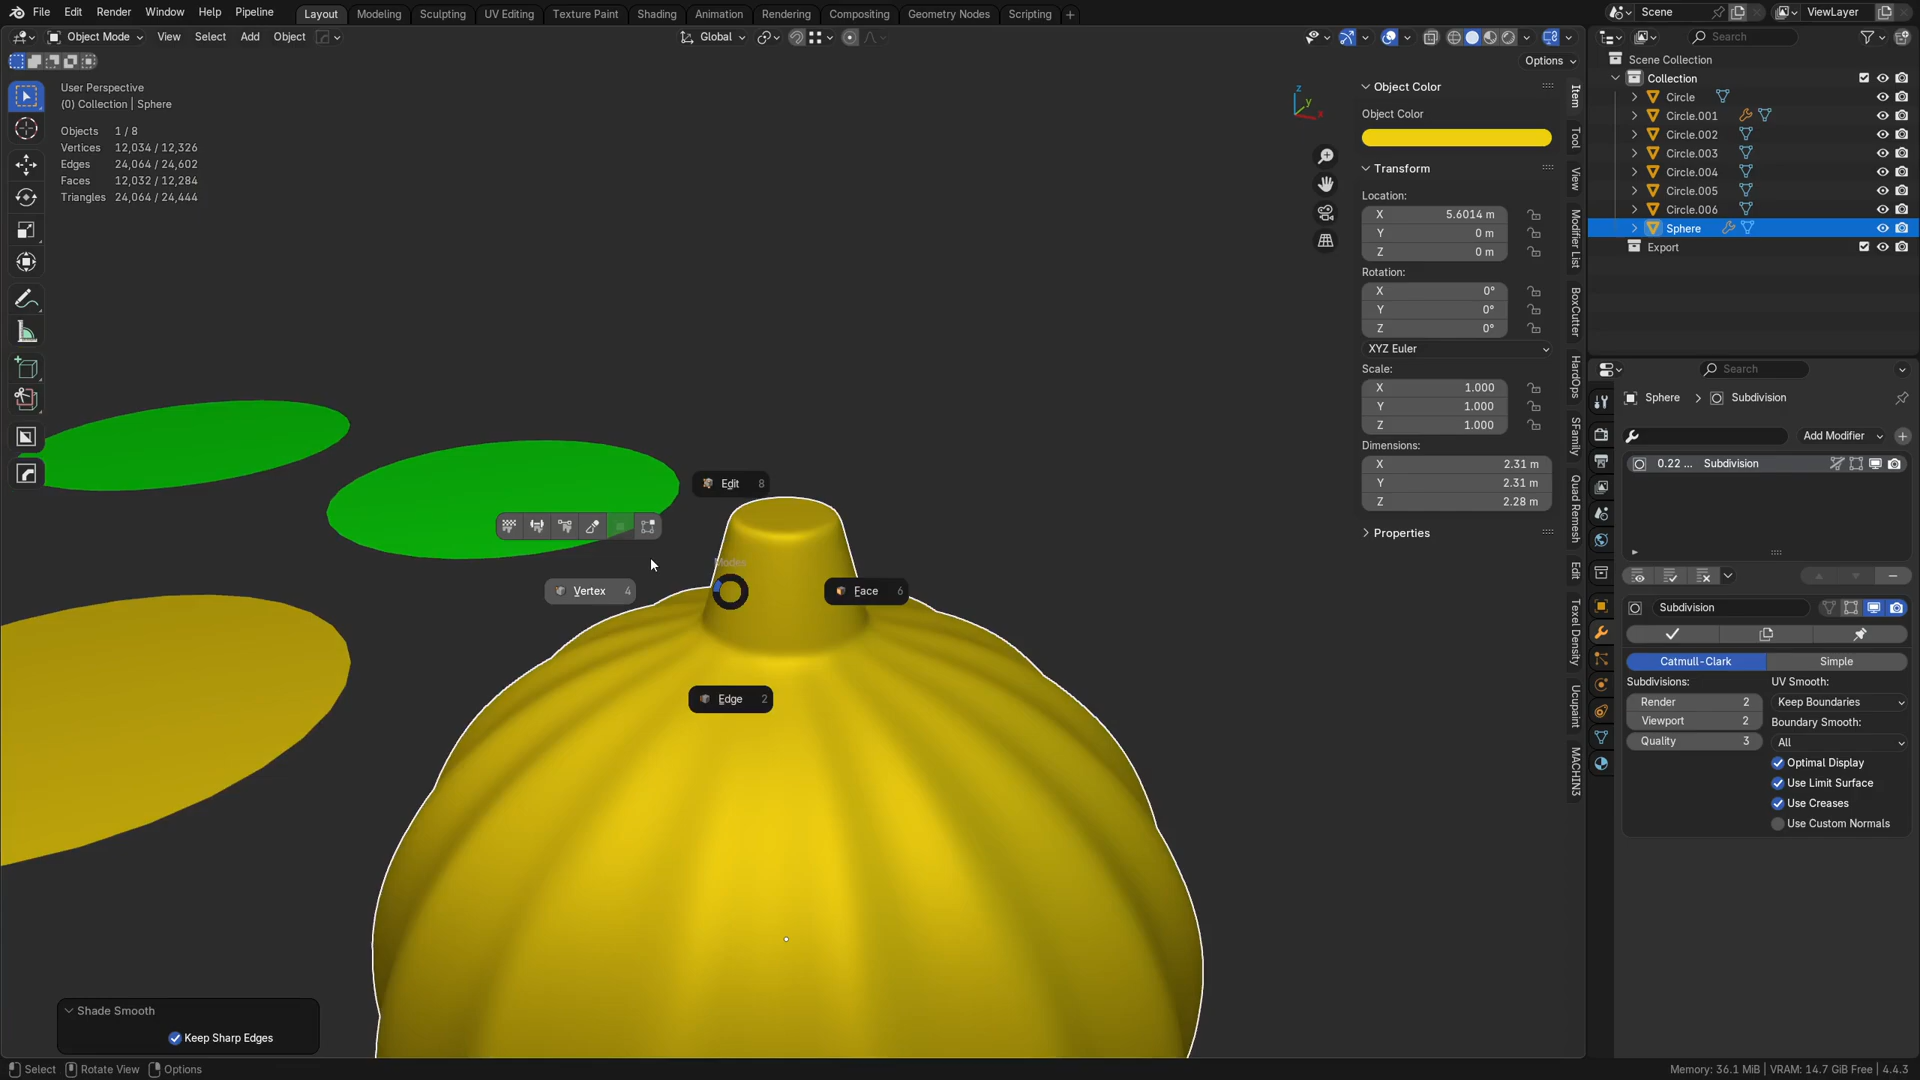 File Edit Render Window Help Pipeline Layout Modeling Sculpting UV Editing Texture Paint Shading Animation Rendering Compositing Geometry Nodes Scripting + Scene ViewLayer
Object Mode View Select Add Object Global Search
Options
User Perspective
(0) Collection | Sphere
Objects 1 / 8
Vertices 12,034 / 12,326
Edges 24,064 / 24,602
Faces 12,032 / 12,284
Triangles 24,064 / 24,444
Z
Y
X
Edit 8
Modes
Vertex 4
Face 6
Edge 2
Object Color
Object Color
Transform
Location:
X 5.6014 m
Y 0 m
Z 0 m
Rotation:
X 0°
Y 0°
Z 0°
XYZ Euler
Scale:
X 1.000
Y 1.000
Z 1.000
Dimensions:
X 2.31 m
Y 2.31 m
Z 2.28 m
Properties
Item
Tool
View
Modifier List
BoxCutter
HardOps
SFamily
Quad Remesh
Edit
Texel Density
Ucupaint
MACHIN3
Scene Collection
Collection
Circle
Circle.001
Circle.002
Circle.003
Circle.004
Circle.005
Circle.006
Sphere
Export
Search
Sphere > Subdivision
Add Modifier
0.22 ... Subdivision
Subdivision
Catmull-Clark Simple
Subdivisions: UV Smooth:
Render 2 Keep Boundaries
Viewport 2 Boundary Smooth:
Quality 3 All
Optimal Display
Use Limit Surface
Use Creases
Use Custom Normals
Shade Smooth
Keep Sharp Edges
Select Rotate View Options Memory: 36.1 MiB | VRAM: 14.7 GiB Free | 4.4.3